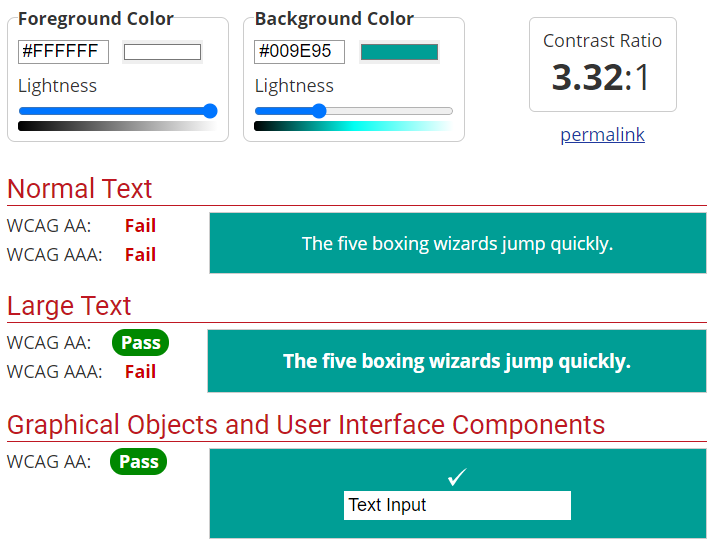 Foreground Color
#FFFFFF
Lightness
Background Color
#009E95
Lightness
Contrast Ratio
3.32:1
permalink
Normal Text
WCAG AA: Fail
WCAG AAA: Fail
The five boxing wizards jump quickly.
Large Text
WCAG AA: Pass
WCAG AAA: Fail
The five boxing wizards jump quickly.
Graphical Objects and User Interface Components
WCAG AA: Pass
✓
Text Input